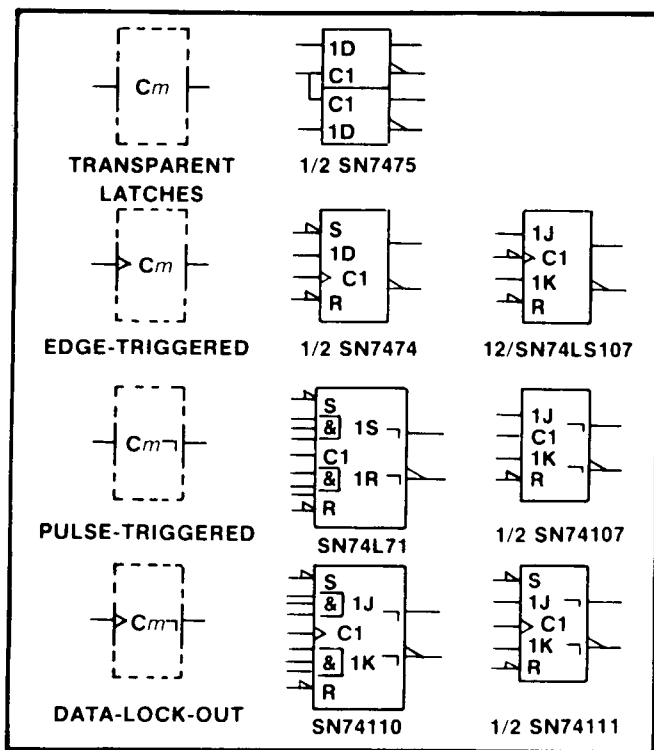 Cm
1D
C1
C1
1D
TRANSPARENT
LATCHES
1/2 SN7475
Cm
S
1D
C1
R
1J
C1
1K
R
EDGE-TRIGGERED
1/2 SN7474
12/SN74LS107
Cm¬
S
& 1S ¬
C1
& 1R ¬
R
1J ¬
C1
1K ¬
R
PULSE-TRIGGERED
SN74L71
1/2 SN74107
Cm¬
S
& 1J ¬
C1
& 1K ¬
R
S
1J ¬
C1
1K ¬
R
DATA-LOCK-OUT
SN74110
1/2 SN74111